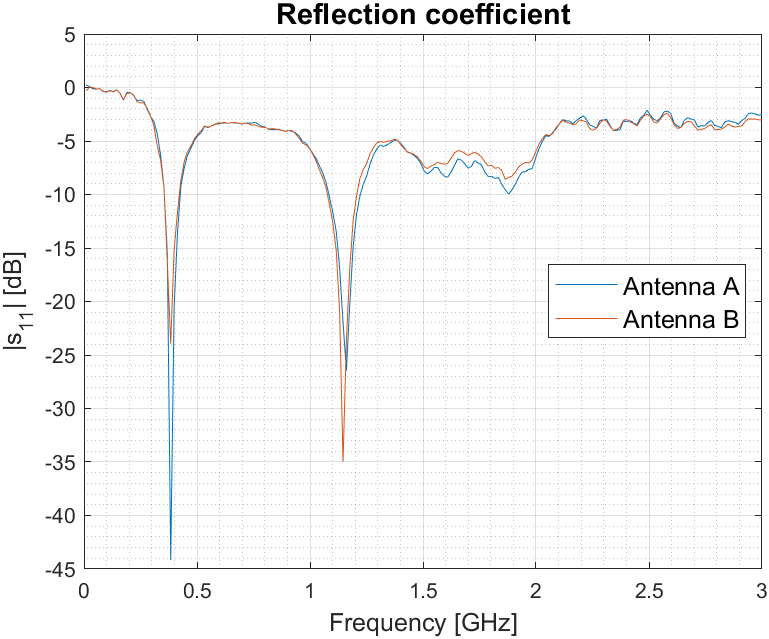 Reflection coefficient
5
0
-5
-10
-15
-20
-25
-30
-35
-40
-45
|s11| [dB]
Antenna A
Antenna B
0 0.5 1 1.5 2 2.5 3
Frequency [GHz]